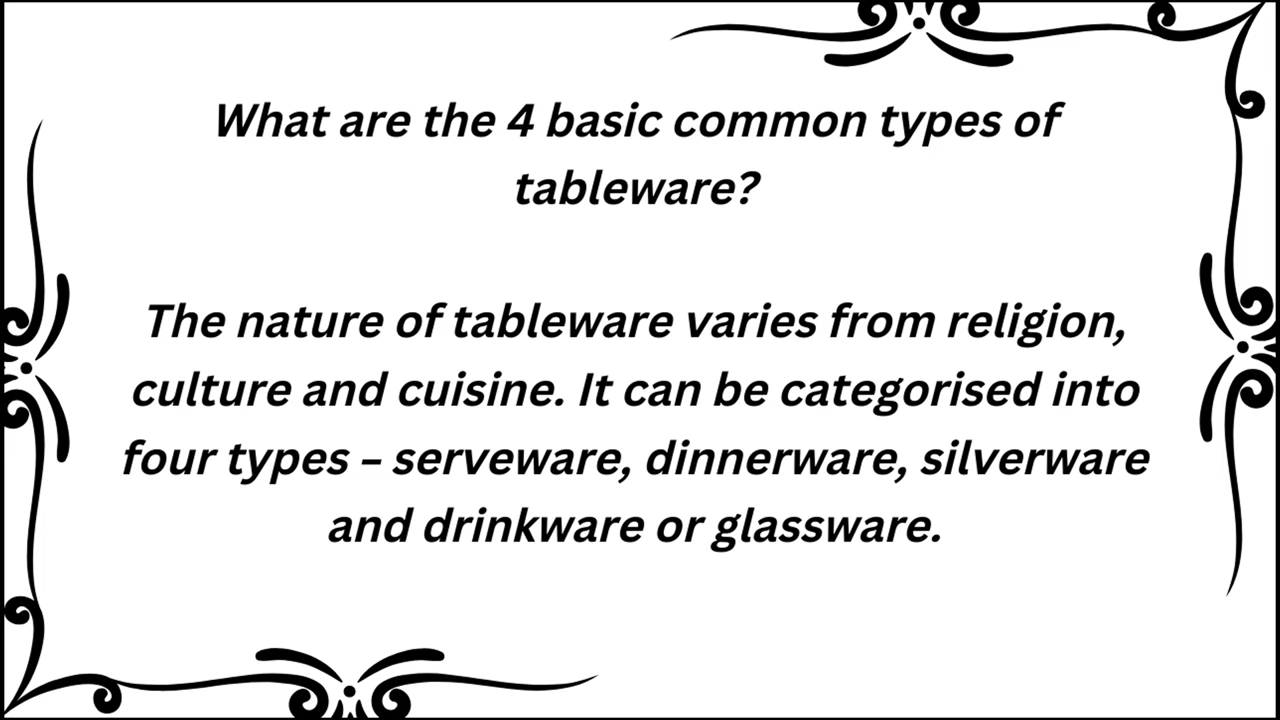 What are the 4 basic common types of
tableware?
The nature of tableware varies from religion,
culture and cuisine. It can be categorised into
four types – serveware, dinnerware, silverware
and drinkware or glassware.